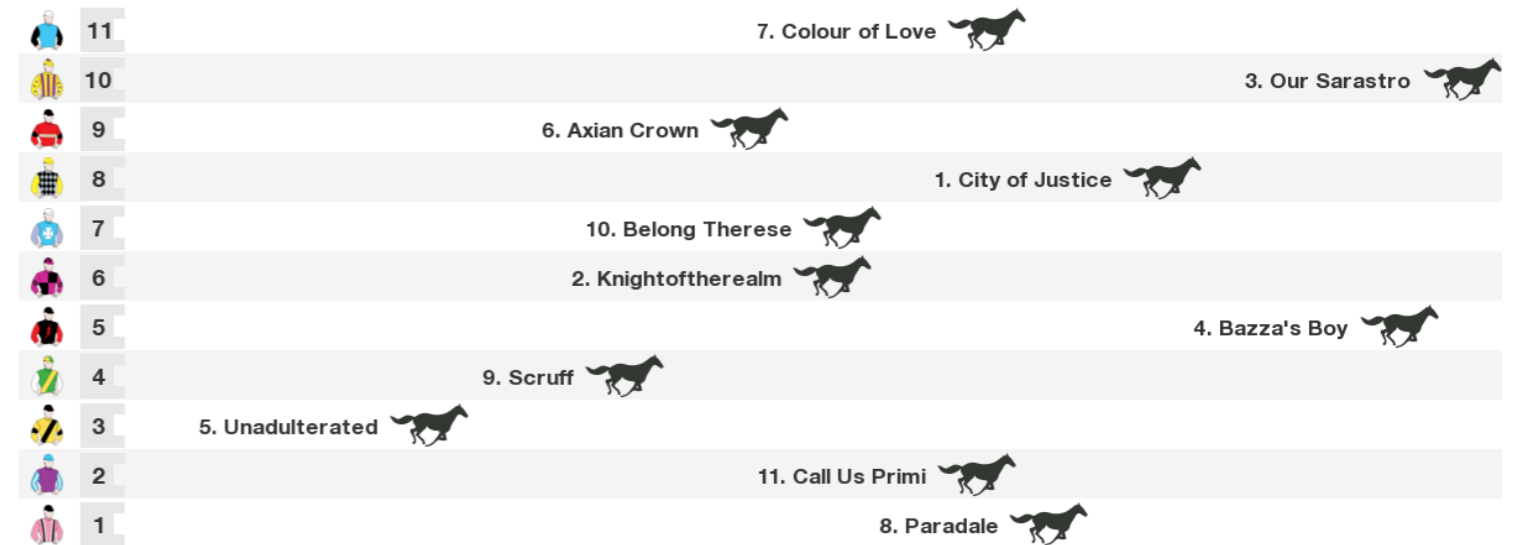 11 7. Colour of Love
10 3. Our Sarastro
9 6. Axian Crown
8 1. City of Justice
7 10. Belong Therese
6 2. Knightoftherealm
5 4. Bazza's Boy
4 9. Scruff
3 5. Unadulterated
2 11. Call Us Primi
1 8. Paradale